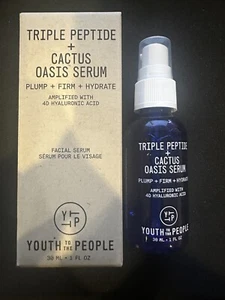 TRIPLE PEPTIDE
+
CACTUS
OASIS SERUM
PLUMP + FIRM + HYDRATE
AMPLIFIED WITH
4D HYALURONIC ACID
FACIAL SERUM
SÉRUM POUR LE VISAGE
Y P
YOUTH TO THE PEOPLE
30 ML • 1 FL OZ
TRIPLE PEPTIDE
+
CACTUS
OASIS SERUM
PLUMP + FIRM + HYDRATE
AMPLIFIED WITH
4D HYALURONIC ACID
Y P
YOUTH TO THE PEOPLE
30 ML • 1 FL OZ